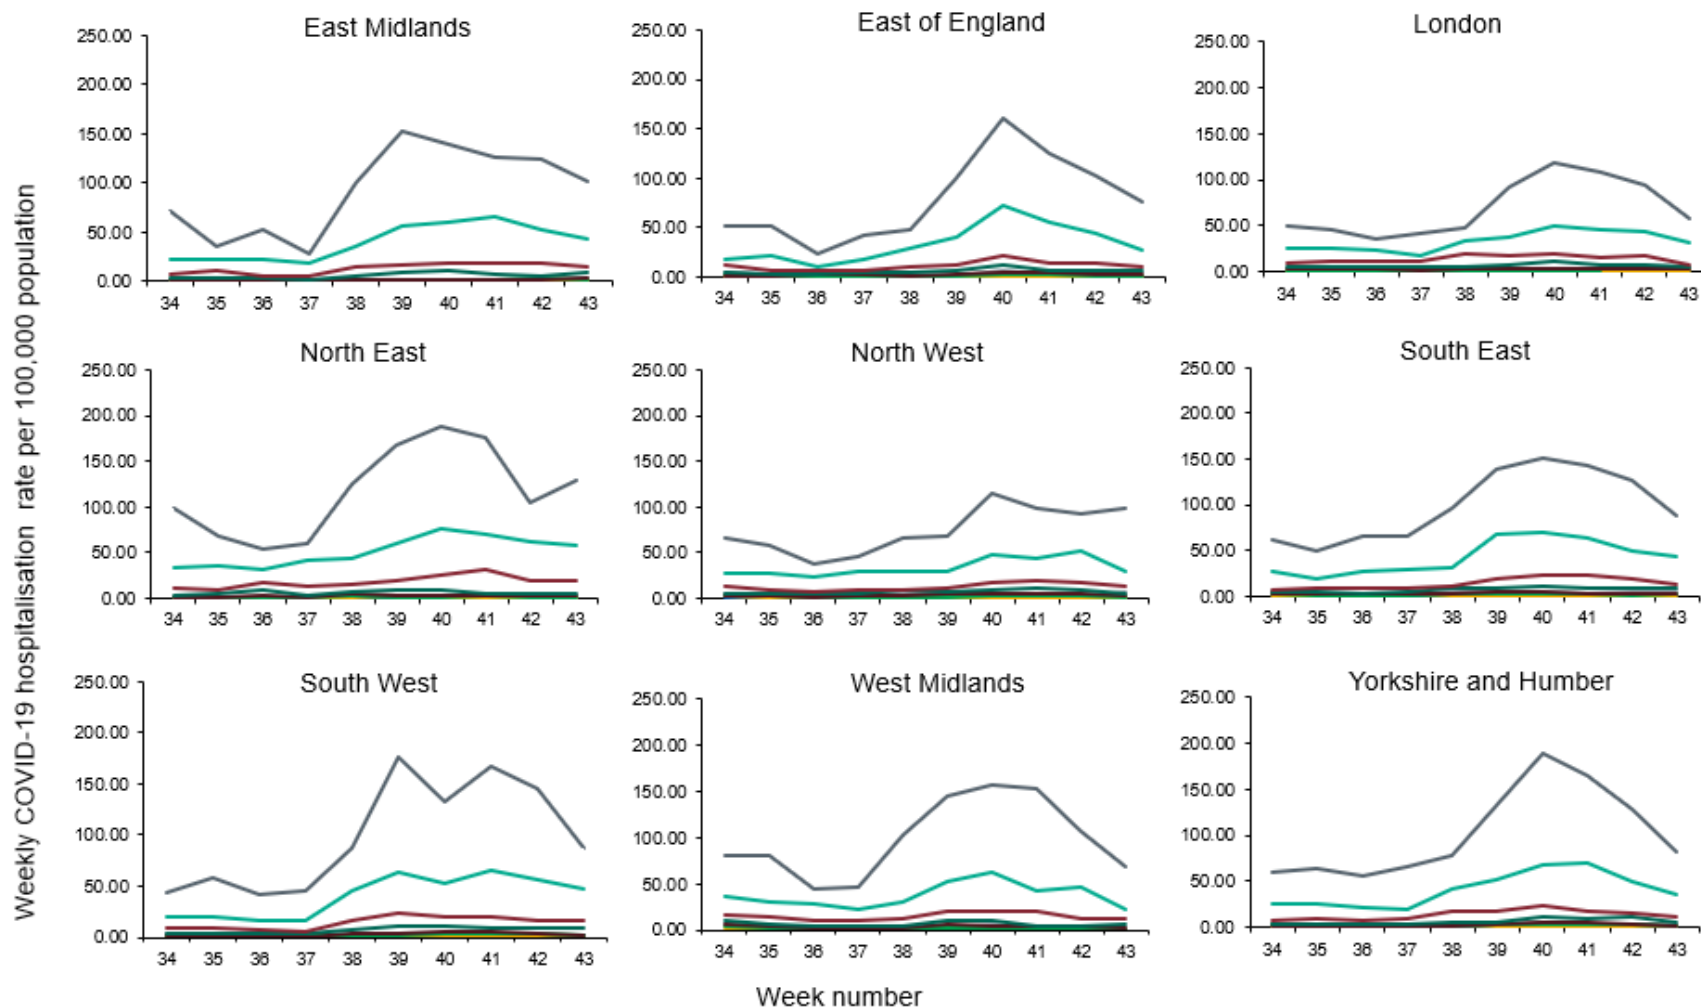 East Midlands
250.00
200.00
150.00
100.00
50.00
0.00
34 35 36 37 38 39 40 41 42 43
East of England
250.00
200.00
150.00
100.00
50.00
0.00
34 35 36 37 38 39 40 41 42 43
London
250.00
200.00
150.00
100.00
50.00
0.00
34 35 36 37 38 39 40 41 42 43
Weekly COVID-19 hospitalisation rate per 100,000 population
North East
250.00
200.00
150.00
100.00
50.00
0.00
34 35 36 37 38 39 40 41 42 43
North West
250.00
200.00
150.00
100.00
50.00
0.00
34 35 36 37 38 39 40 41 42 43
South East
250.00
200.00
150.00
100.00
50.00
0.00
34 35 36 37 38 39 40 41 42 43
South West
250.00
200.00
150.00
100.00
50.00
0.00
34 35 36 37 38 39 40 41 42 43
West Midlands
250.00
200.00
150.00
100.00
50.00
0.00
34 35 36 37 38 39 40 41 42 43
Yorkshire and Humber
250.00
200.00
150.00
100.00
50.00
0.00
34 35 36 37 38 39 40 41 42 43
Week number